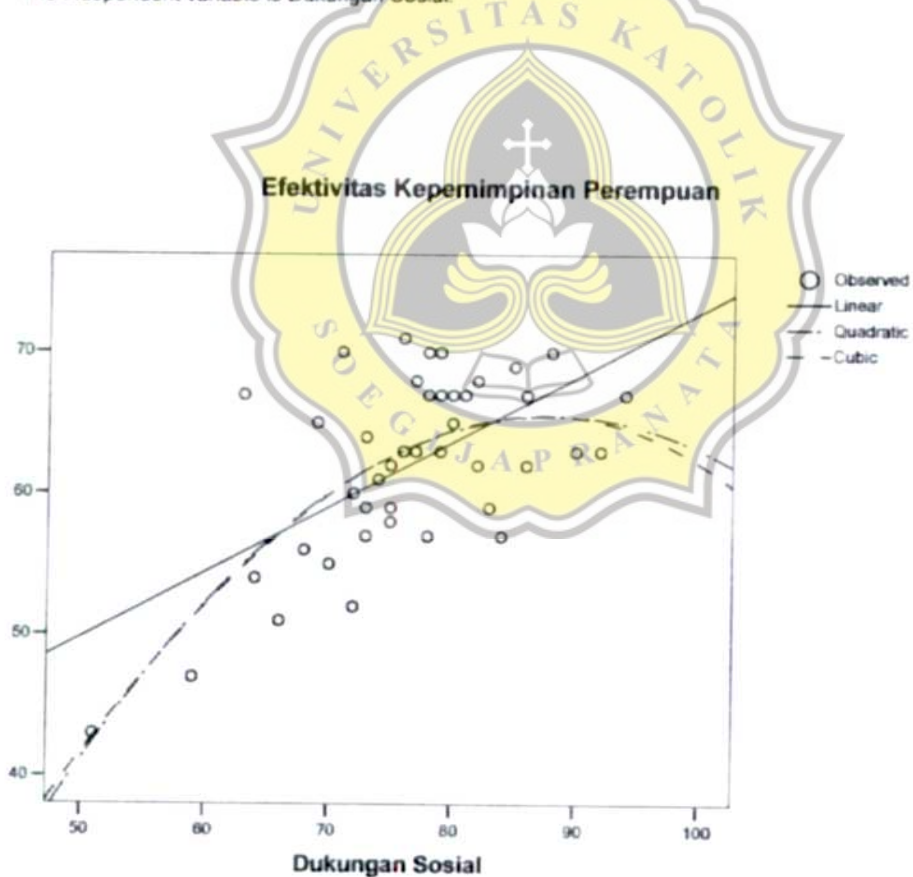 UNIVERSITAS KATOLIK
SOEGIJAPRANATA
Efektivitas Kepemimpinan Perempuan
Observed
Linear
Quadratic
Cubic
70
60
50
40
50
60
70
80
90
100
Dukungan Sosial